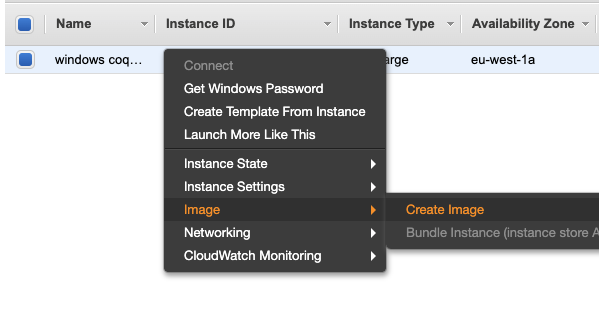 Name Instance ID Instance Type Availability Zone
windows coq... arge eu-west-1a
Connect
Get Windows Password
Create Template From Instance
Launch More Like This
Instance State
Instance Settings
Image
Create Image
Networking
Bundle Instance (instance store A
CloudWatch Monitoring